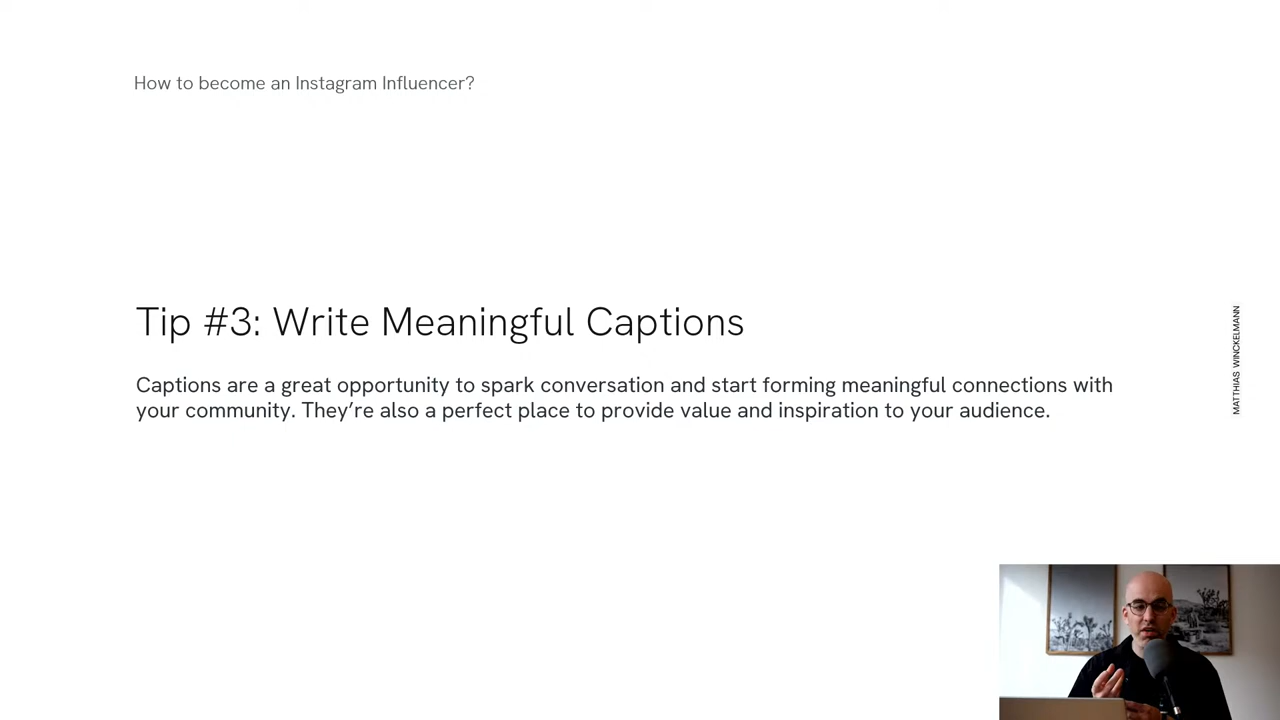 How to become an Instagram Influencer?
Tip #3: Write Meaningful Captions
Captions are a great opportunity to spark conversation and start forming meaningful connections with
your community. They’re also a perfect place to provide value and inspiration to your audience.
MATTHIAS WINCKELMANN